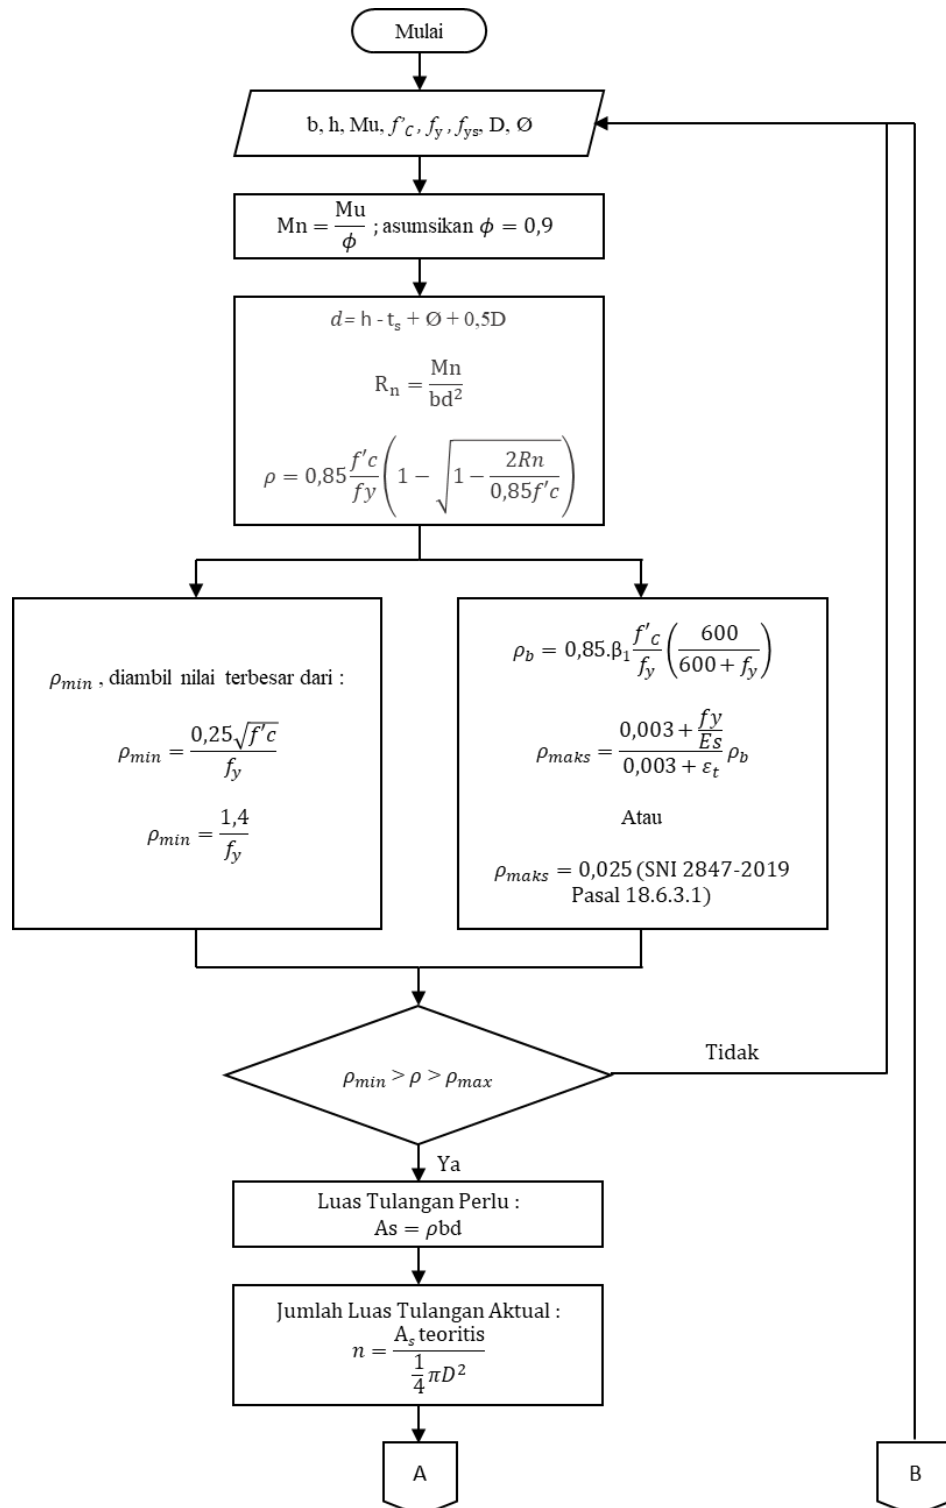 Mulai
b, h, Mu, f'c, fy, fys, D, Ø
Mn = Mu/ϕ ; asumsikan ϕ = 0,9
d= h - ts + Ø + 0,5D
Rn = Mn/bd²
ρ = 0,85 f'c/fy (1 − √(1 − 2Rn/0,85f'c))
ρmin , diambil nilai terbesar dari :
ρmin = 0,25√f'c/fy
ρmin = 1,4/fy
ρb = 0,85.β1 f'C/fy (600/600 + fy)
ρmaks = (0,003 + fy/Es)/(0,003 + εt) ρb
Atau
ρmaks = 0,025 (SNI 2847-2019
Pasal 18.6.3.1)
ρmin > ρ > ρmax
Tidak
Ya
Luas Tulangan Perlu :
As = ρbd
Jumlah Luas Tulangan Aktual :
n = As teoritis / (1/4 πD²)
A
B